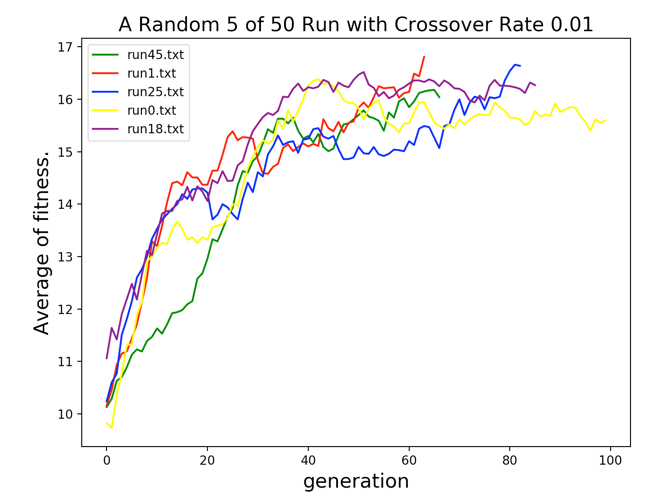 A Random 5 of 50 Run with Crossover Rate 0.01
17
16
15
14
13
12
11
10
Average of fitness.
run45.txt
run1.txt
run25.txt
run0.txt
run18.txt
0 20 40 60 80 100
generation